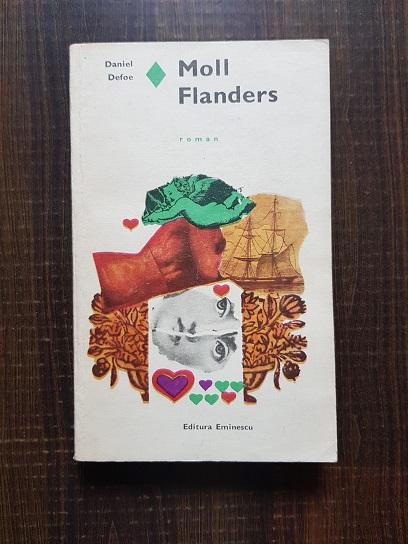 Daniel
Defoe
Moll
Flanders
roman
Editura Eminescu